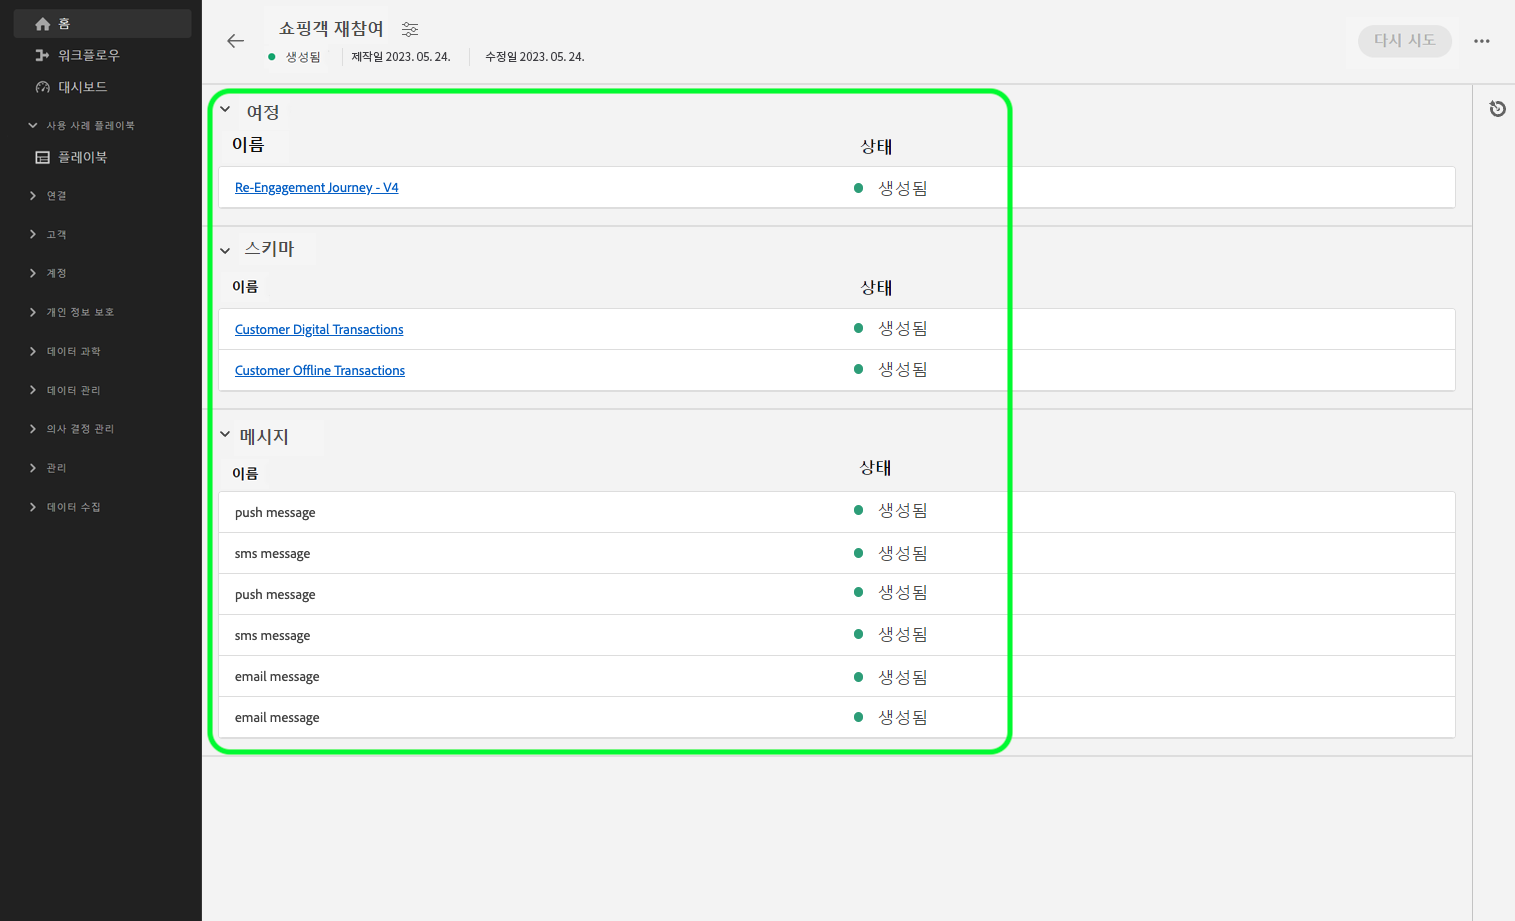 홈
워크플로우
대시보드
사용 사례 플레이북
플레이북
연결
고객
계정
개인 정보 보호
데이터 과학
데이터 관리
의사 결정 관리
관리
데이터 수집
쇼핑객 재참여
생성됨 제작일 2023. 05. 24. 수정일 2023. 05. 24.
다시 시도
여정
이름 상태
Re-Engagement Journey - V4 생성됨
스키마
이름 상태
Customer Digital Transactions 생성됨
Customer Offline Transactions 생성됨
메시지
이름 상태
push message 생성됨
sms message 생성됨
push message 생성됨
sms message 생성됨
email message 생성됨
email message 생성됨